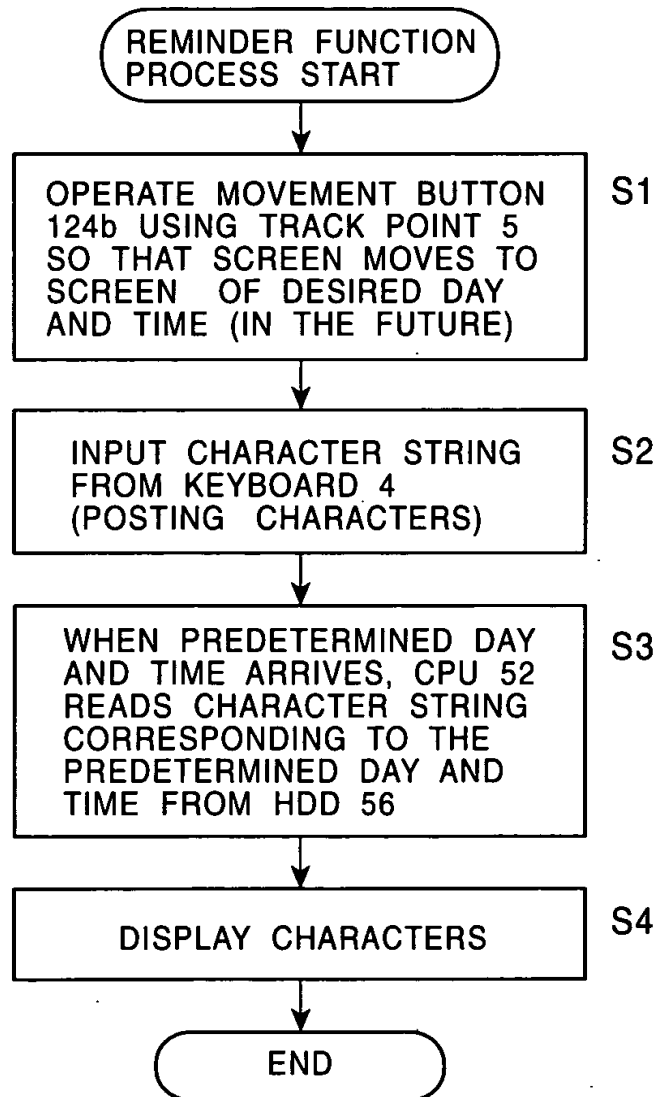 REMINDER FUNCTION
PROCESS START
OPERATE MOVEMENT BUTTON
124b USING TRACK POINT 5
SO THAT SCREEN MOVES TO
SCREEN OF DESIRED DAY
AND TIME (IN THE FUTURE)
S1
INPUT CHARACTER STRING
FROM KEYBOARD 4
(POSTING CHARACTERS)
S2
WHEN PREDETERMINED DAY
AND TIME ARRIVES, CPU 52
READS CHARACTER STRING
CORRESPONDING TO THE
PREDETERMINED DAY AND
TIME FROM HDD 56
S3
DISPLAY CHARACTERS
S4
END